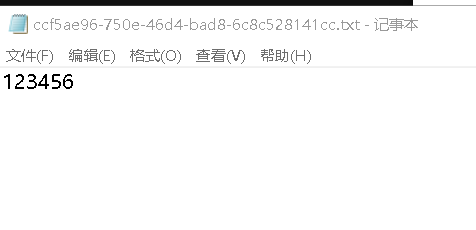 ccf5ae96-750e-46d4-bad8-6c8c528141cc.txt - 记事本
文件(F) 编辑(E) 格式(O) 查看(V) 帮助(H)
123456